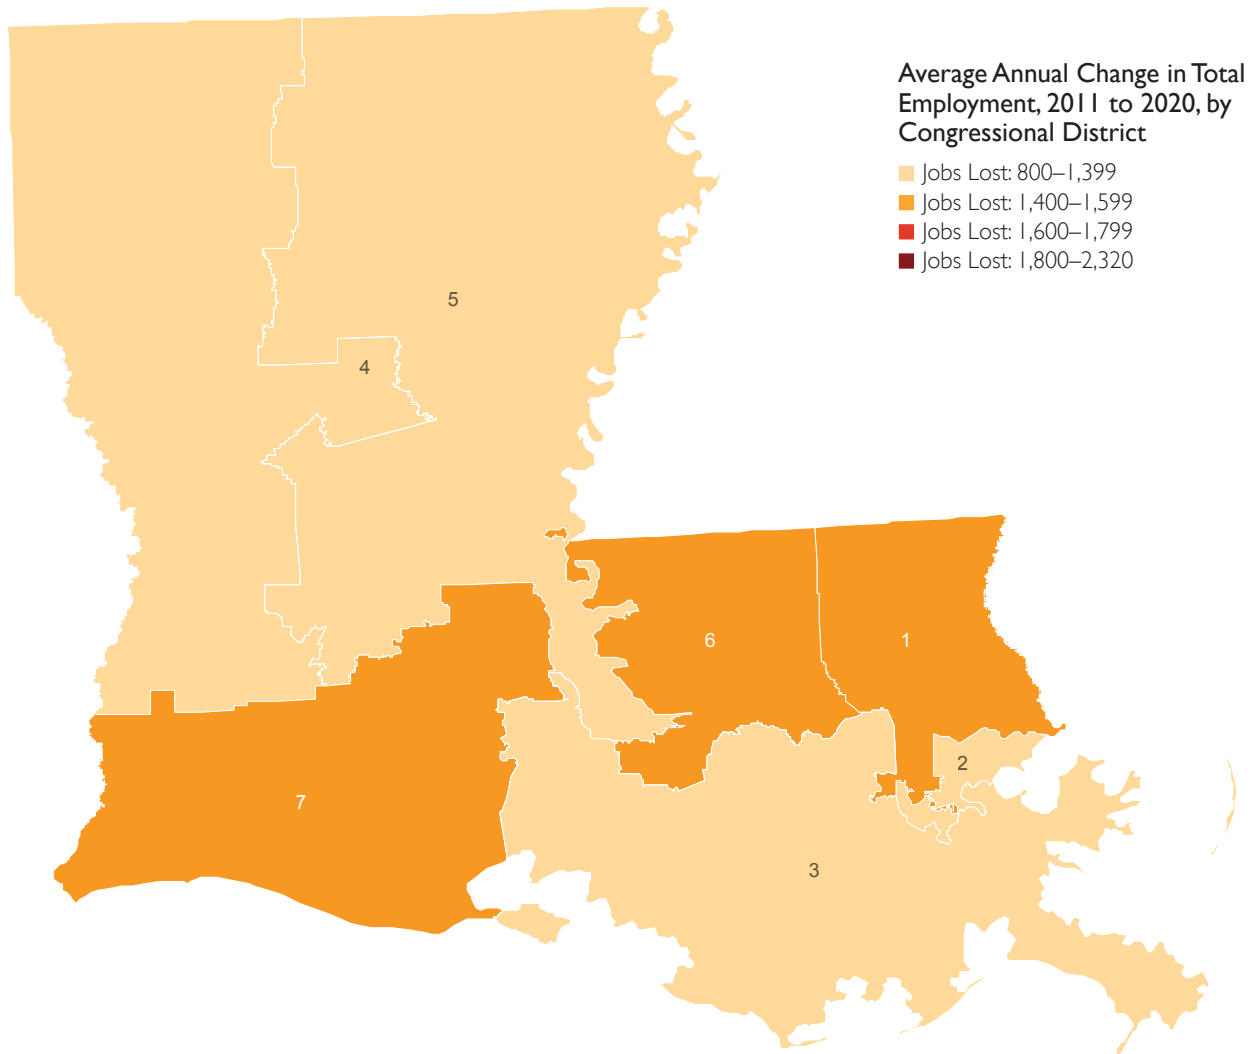 Average Annual Change in Total
Employment, 2011 to 2020, by
Congressional District
Jobs Lost: 800–1,399
Jobs Lost: 1,400–1,599
Jobs Lost: 1,600–1,799
Jobs Lost: 1,800–2,320
5
4
6
1
2
7
3